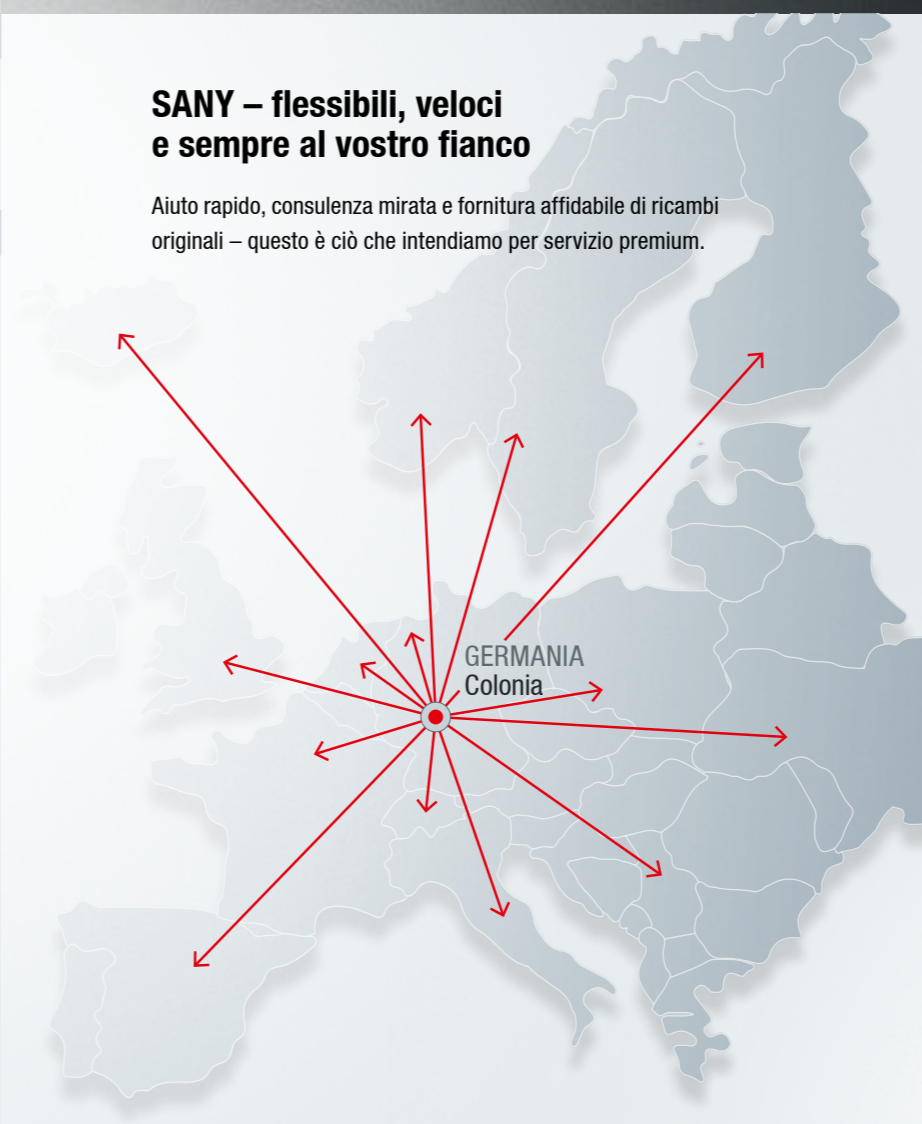 SANY – flessibili, veloci
e sempre al vostro fianco
Aiuto rapido, consulenza mirata e fornitura affidabile di ricambi
originali – questo è ciò che intendiamo per servizio premium.
GERMANIA
Colonia